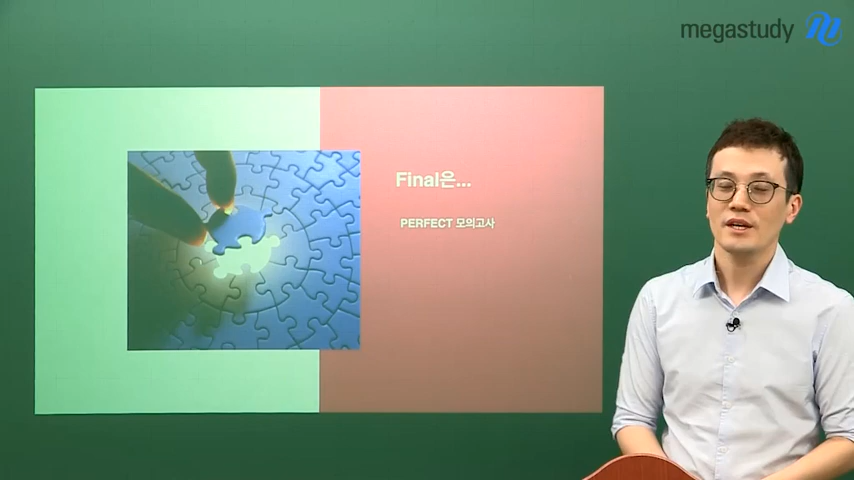 megastudy
Final은...
PERFECT 모의고사